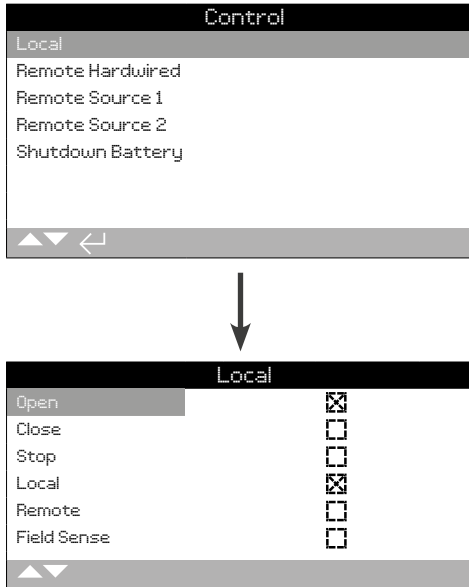 Control
Local
Remote Hardwired
Remote Source 1
Remote Source 2
Shutdown Battery
Local
Open
Close
Stop
Local
Remote
Field Sense